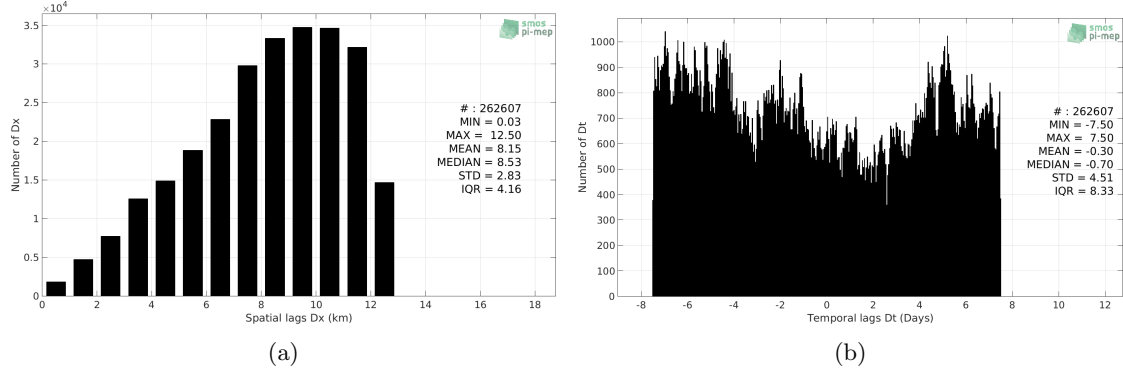 ×10⁴
3.5
3
2.5
2
1.5
1
0.5
0
Number of Dx
smos
pi-mep
# : 262607
MIN = 0.03
MAX = 12.50
MEAN = 8.15
MEDIAN = 8.53
STD = 2.83
IQR = 4.16
0 2 4 6 8 10 12 14 16 18
Spatial lags Dx (km)
(a)
1000
900
800
700
600
500
400
300
200
100
0
Number of Dt
smos
pi-mep
# : 262607
MIN = -7.50
MAX = 7.50
MEAN = -0.30
MEDIAN = -0.70
STD = 4.51
IQR = 8.33
-8 -6 -4 -2 0 2 4 6 8 10 12
Temporal lags Dt (Days)
(b)